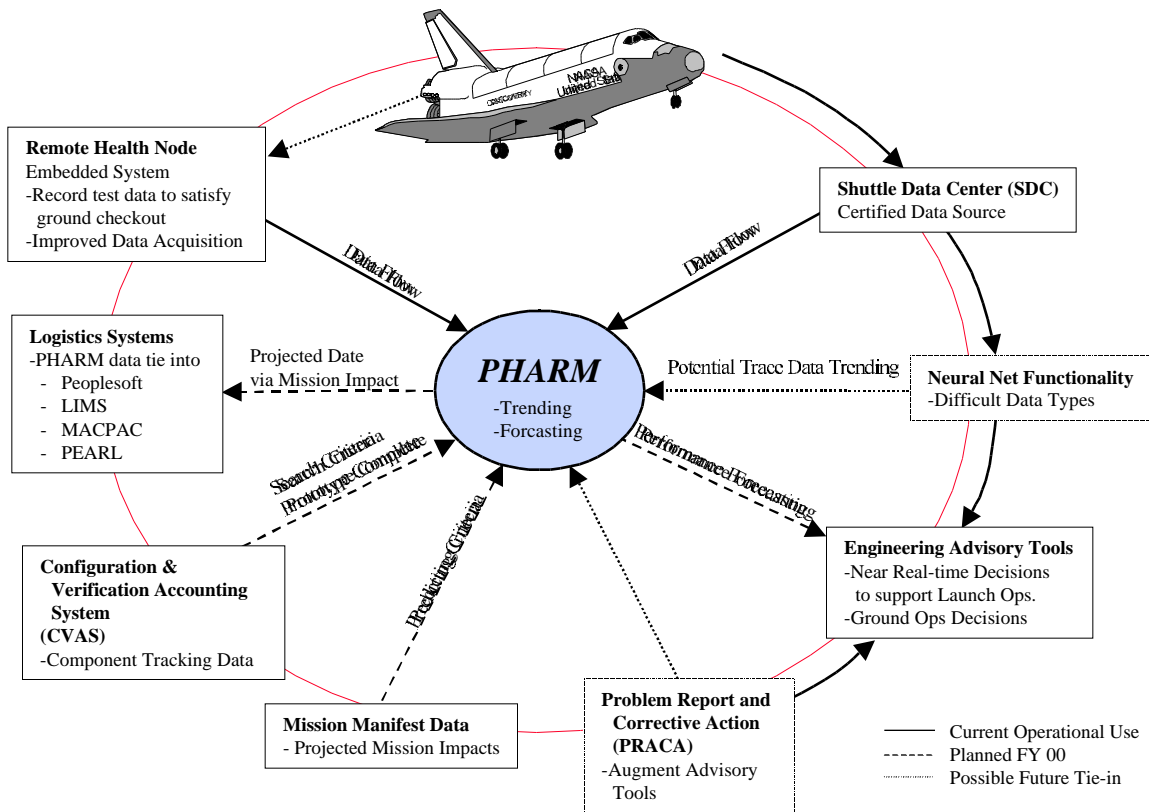 NASA
United States
DISCOVERY
Remote Health Node
Embedded System
-Record test data to satisfy
ground checkout
-Improved Data Acquisition
Shuttle Data Center (SDC)
Certified Data Source
Data Flow
Data Flow
Logistics Systems
-PHARM data tie into
- Peoplesoft
- LIMS
- MACPAC
- PEARL
Projected Date
via Mission Impact
PHARM
-Trending
-Forcasting
Potential Trace Data Trending
Neural Net Functionality
-Difficult Data Types
Search Criteria
Prototype Complete
Performance Forecasting
Predicting Criteria
Configuration &
Verification Accounting
System
(CVAS)
- Component Tracking Data
Engineering Advisory Tools
-Near Real-time Decisions
to support Launch Ops.
-Ground Ops Decisions
Mission Manifest Data
- Projected Mission Impacts
Problem Report and
Corrective Action
(PRACA)
-Augment Advisory
Tools
Current Operational Use
Planned FY 00
Possible Future Tie-in